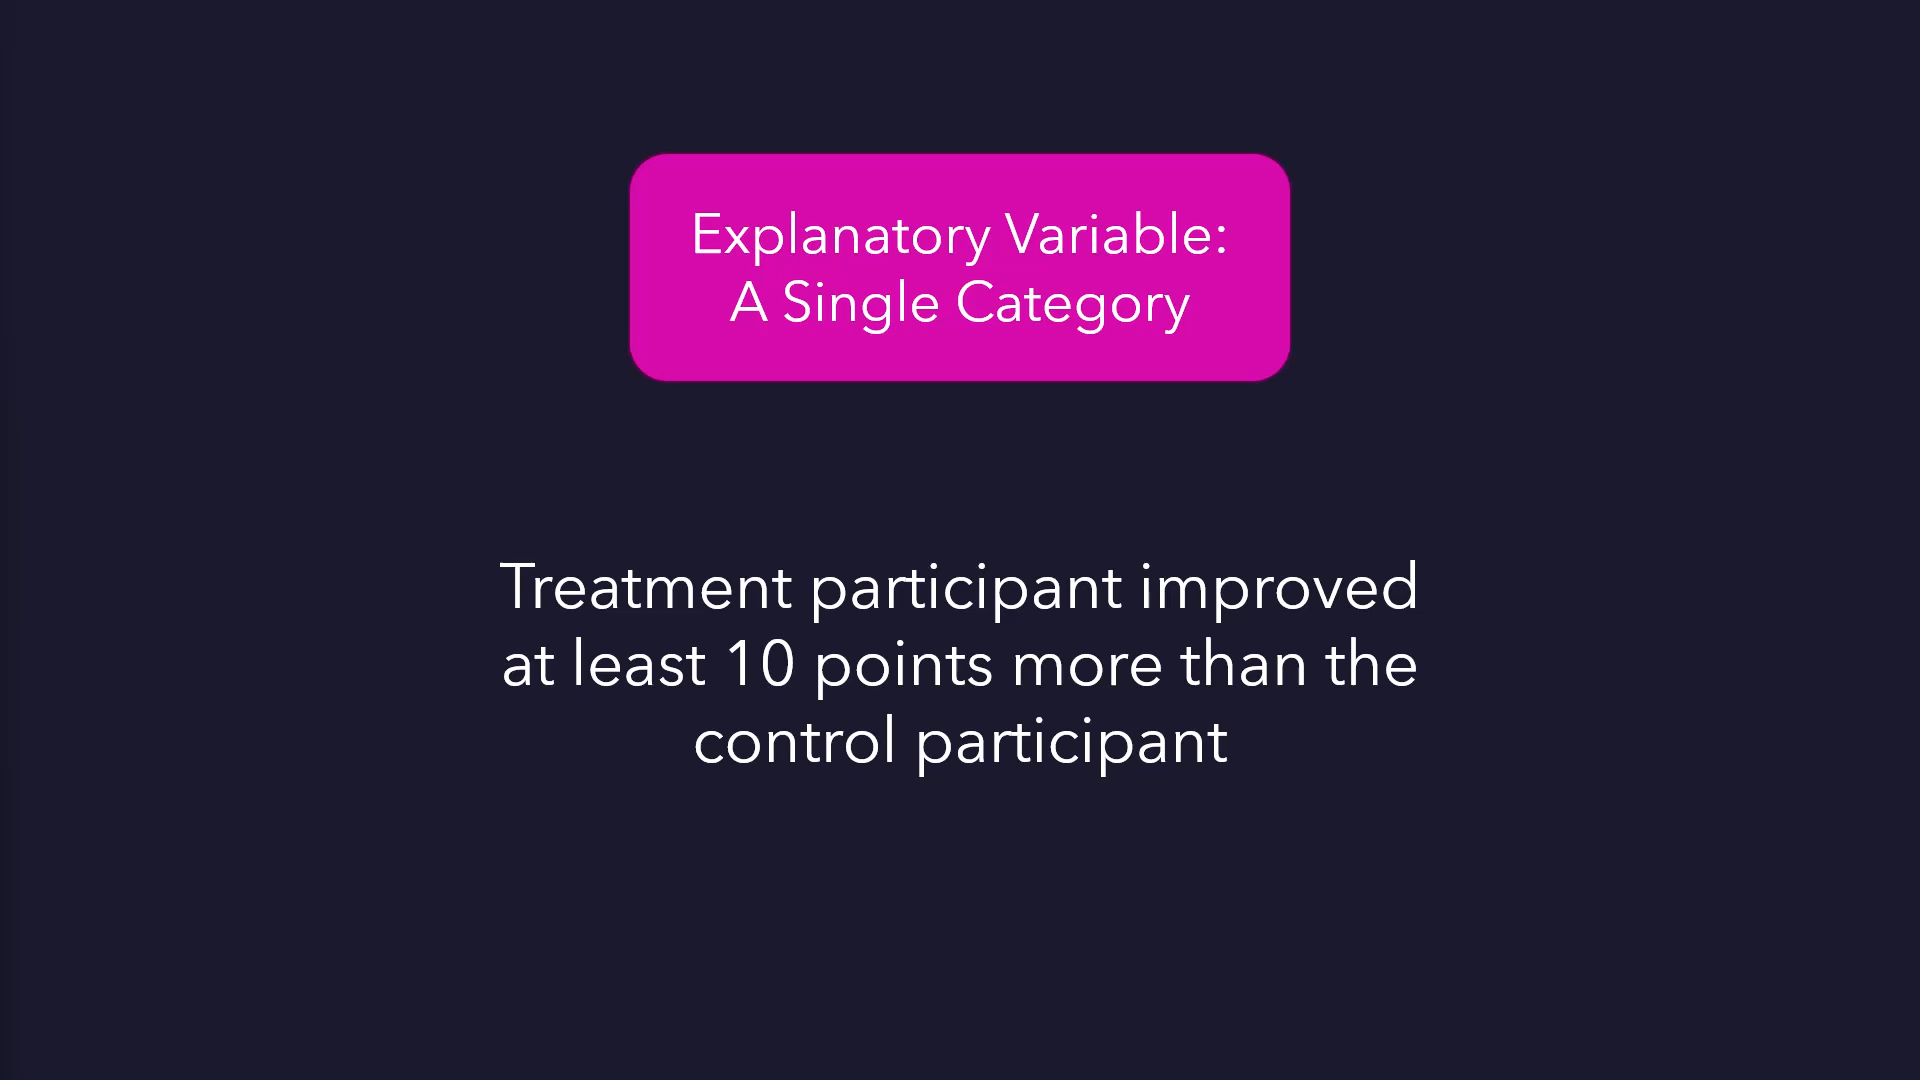 Explanatory Variable:
A Single Category
Treatment participant improved
at least 10 points more than the
control participant